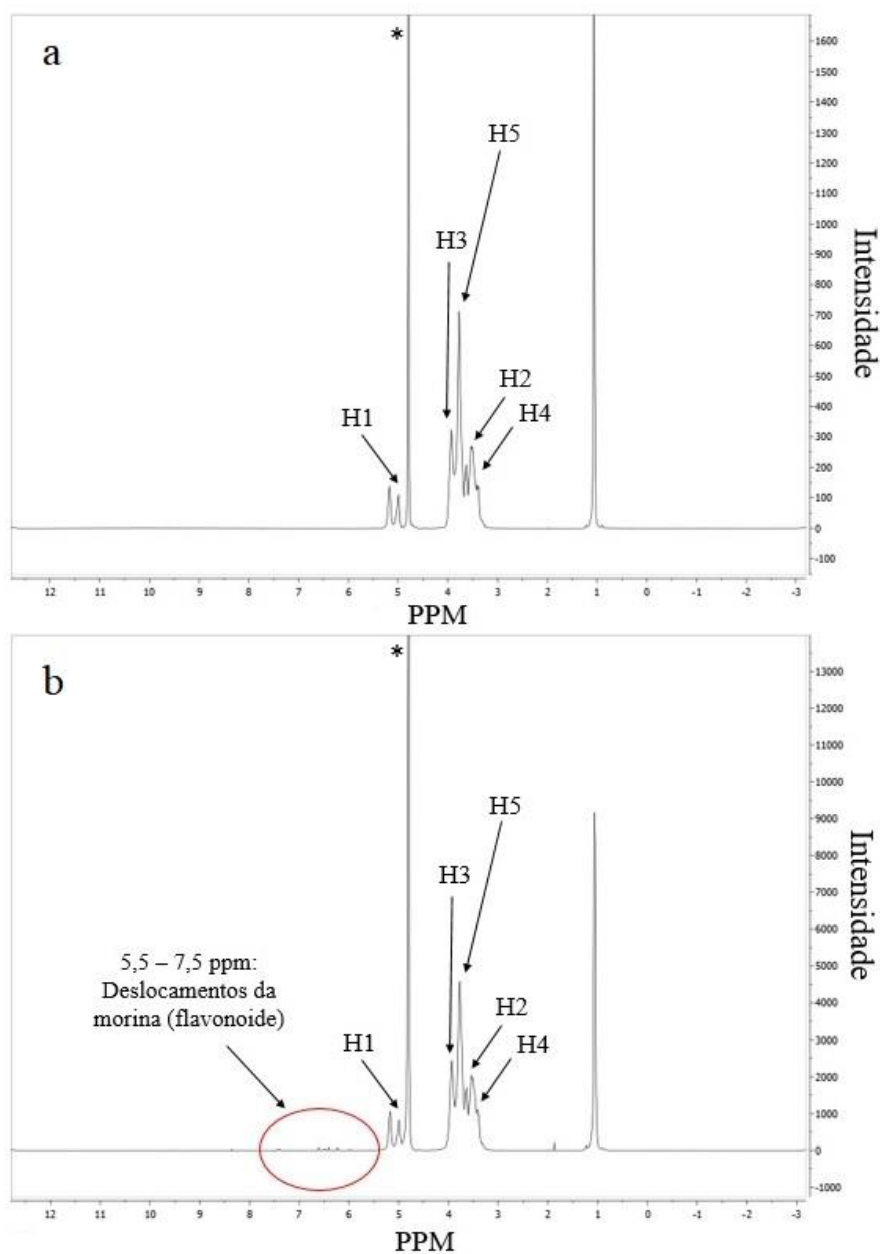 a
*
H5
H3
H2
H4
H1
1600
1500
1400
1300
1200
1100
1000
900
800
700
600
500
400
300
200
100
0
-100
Intensidade
12 11 10 9 8 7 6 5 4 3 2 1 0 -1 -2 -3
PPM
b
*
H5
H3
H2
H4
H1
5,5 – 7,5 ppm:
Deslocamentos da
morina (flavonoide)
13000
12000
11000
10000
9000
8000
7000
6000
5000
4000
3000
2000
1000
0
-1000
Intensidade
12 11 10 9 8 7 6 5 4 3 2 1 0 -1 -2 -3
PPM